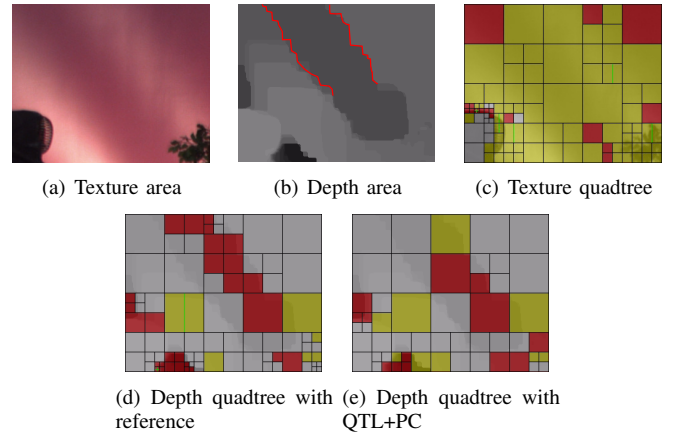 (a) Texture area
(b) Depth area
(c) Texture quadtree
(d) Depth quadtree with reference
(e) Depth quadtree with QTL+PC